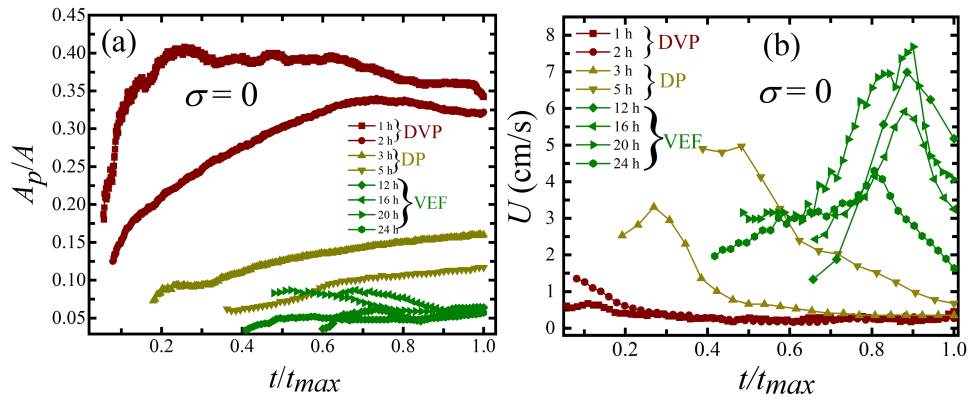 (a)
σ = 0
0.45
0.40
0.35
0.30
0.25
0.20
0.15
0.10
0.05
A_p/A
1 h
2 h
DVP
3 h
5 h
DP
12 h
16 h
20 h
24 h
VEF
0.2 0.4 0.6 0.8 1.0
t/t_max
(b)
σ = 0
8
7
6
5
4
3
2
1
0
U (cm/s)
1 h
2 h
DVP
3 h
5 h
DP
12 h
16 h
20 h
24 h
VEF
0.2 0.4 0.6 0.8 1.0
t/t_max